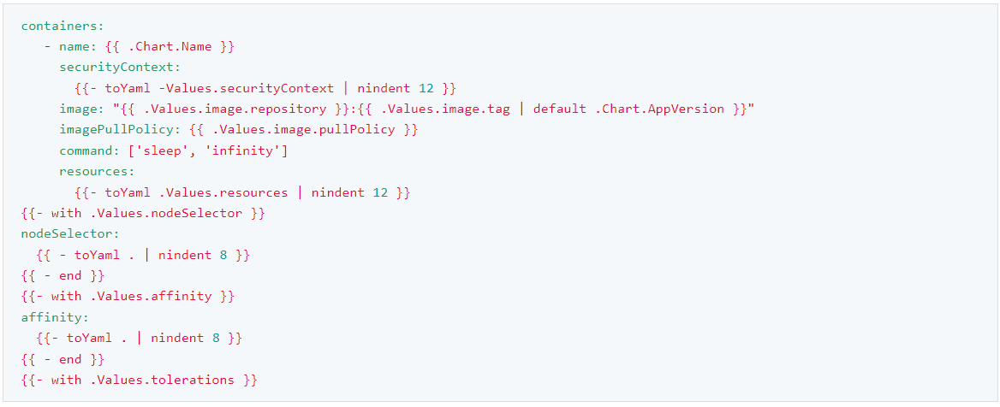 containers:
   - name: {{ .Chart.Name }}
     securityContext:
       {{- toYaml -Values.securityContext | nindent 12 }}
     image: "{{ .Values.image.repository }}:{{ .Values.image.tag | default .Chart.AppVersion }}"
     imagePullPolicy: {{ .Values.image.pullPolicy }}
     command: ['sleep', 'infinity']
     resources:
       {{- toYaml .Values.resources | nindent 12 }}
{{- with .Values.nodeSelector }}
nodeSelector:
  {{ - toYaml . | nindent 8 }}
{{ - end }}
{{- with .Values.affinity }}
affinity:
  {{- toYaml . | nindent 8 }}
{{ - end }}
{{- with .Values.tolerations }}